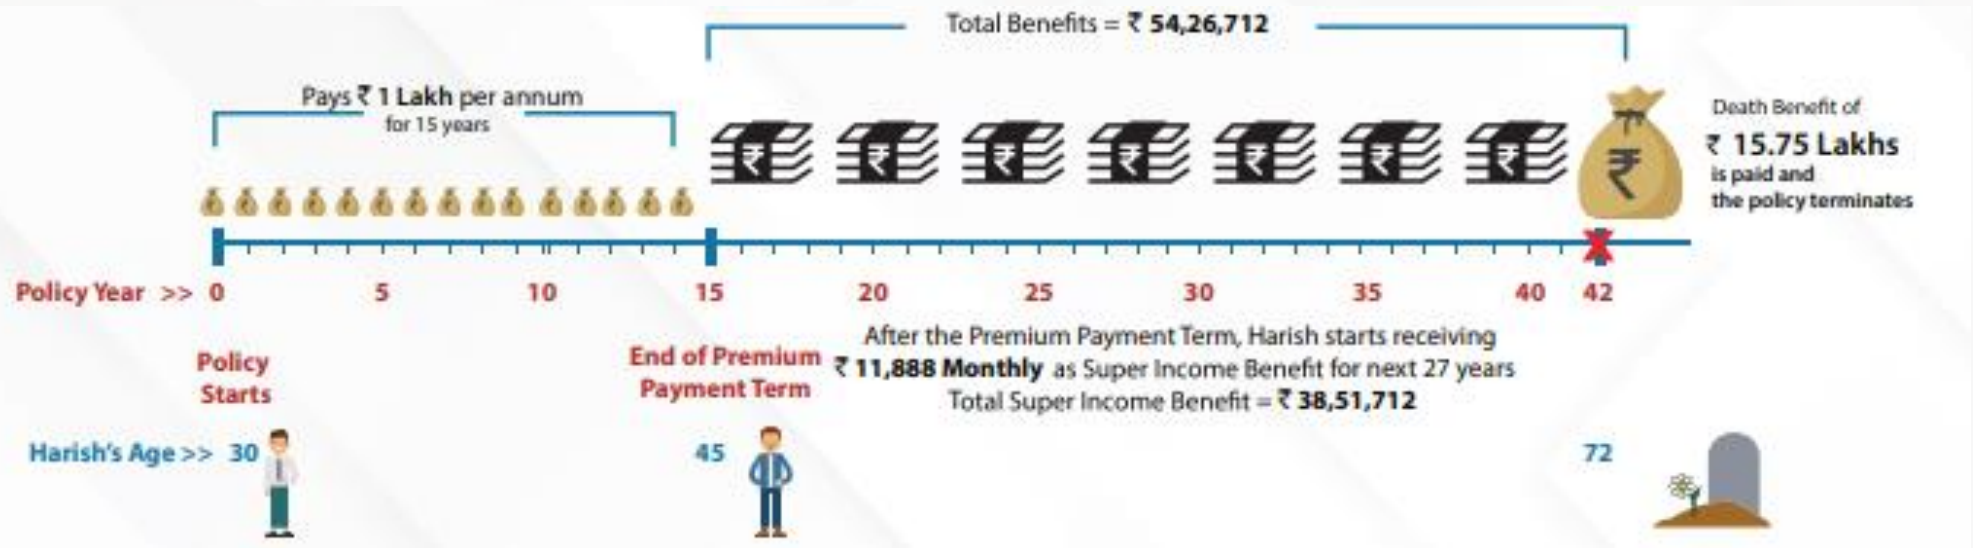 Total Benefits = ₹ 54,26,712
Pays ₹ 1 Lakh per annum
for 15 years
Death Benefit of
₹ 15.75 Lakhs
is paid and
the policy terminates
Policy Year >> 0 5 10 15 20 25 30 35 40 42
Policy
Starts
End of Premium
Payment Term
After the Premium Payment Term, Harish starts receiving
₹ 11,888 Monthly as Super Income Benefit for next 27 years
Total Super Income Benefit = ₹ 38,51,712
Harish's Age >> 30 45 72